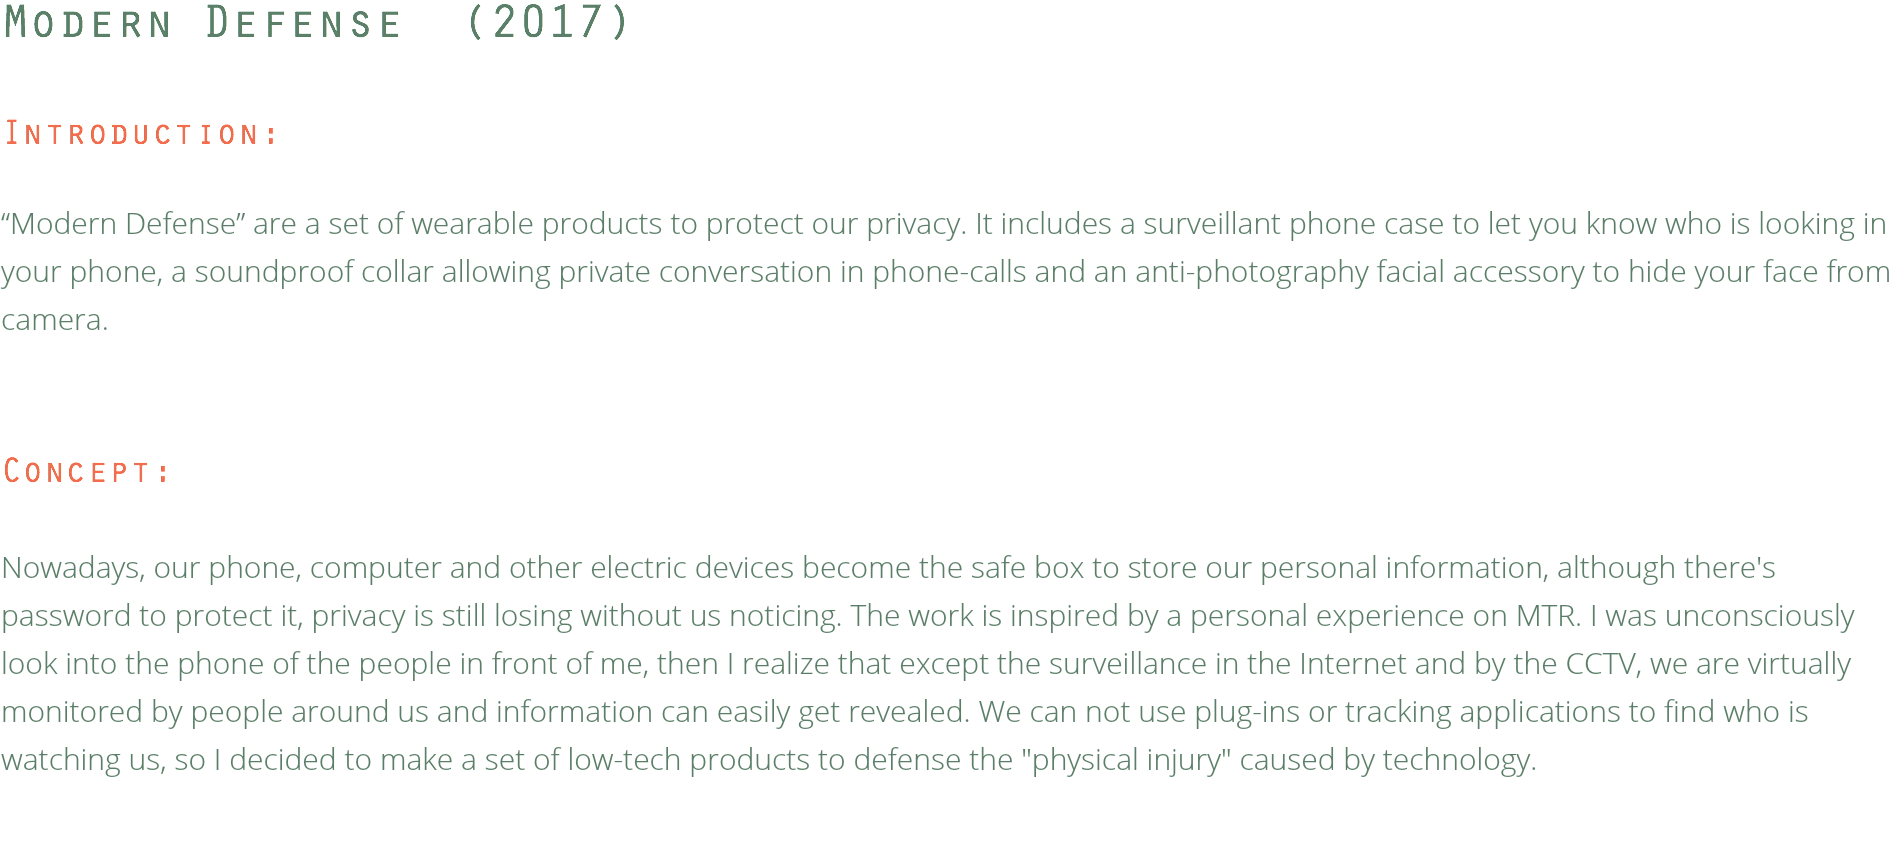 Modern Defense (2017)
Introduction:
“Modern Defense” are a set of wearable products to protect our privacy. It includes a surveillant phone case to let you know who is looking in
your phone, a soundproof collar allowing private conversation in phone-calls and an anti-photography facial accessory to hide your face from
camera.
Concept:
Nowadays, our phone, computer and other electric devices become the safe box to store our personal information, although there's
password to protect it, privacy is still losing without us noticing. The work is inspired by a personal experience on MTR. I was unconsciously
look into the phone of the people in front of me, then I realize that except the surveillance in the Internet and by the CCTV, we are virtually
monitored by people around us and information can easily get revealed. We can not use plug-ins or tracking applications to find who is
watching us, so I decided to make a set of low-tech products to defense the "physical injury" caused by technology.